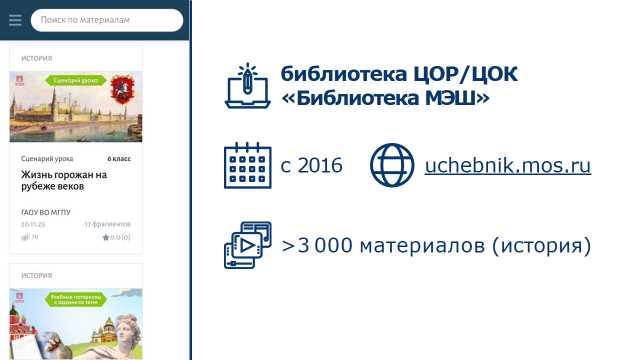 Поиск по материалам
ИСТОРИЯ
Сценарий урока
Сценарий урока 6 класс
Жизнь горожан на
рубеже веков
ГАОУ ВО МГПУ
20.11.23 17 фрагментов
70 0.0 (0)
ИСТОРИЯ
Учебные материалы
к заданию по теме
библиотека ЦОР/ЦОК
«Библиотека МЭШ»
с 2016
uchebnik.mos.ru
>3 000 материалов (история)